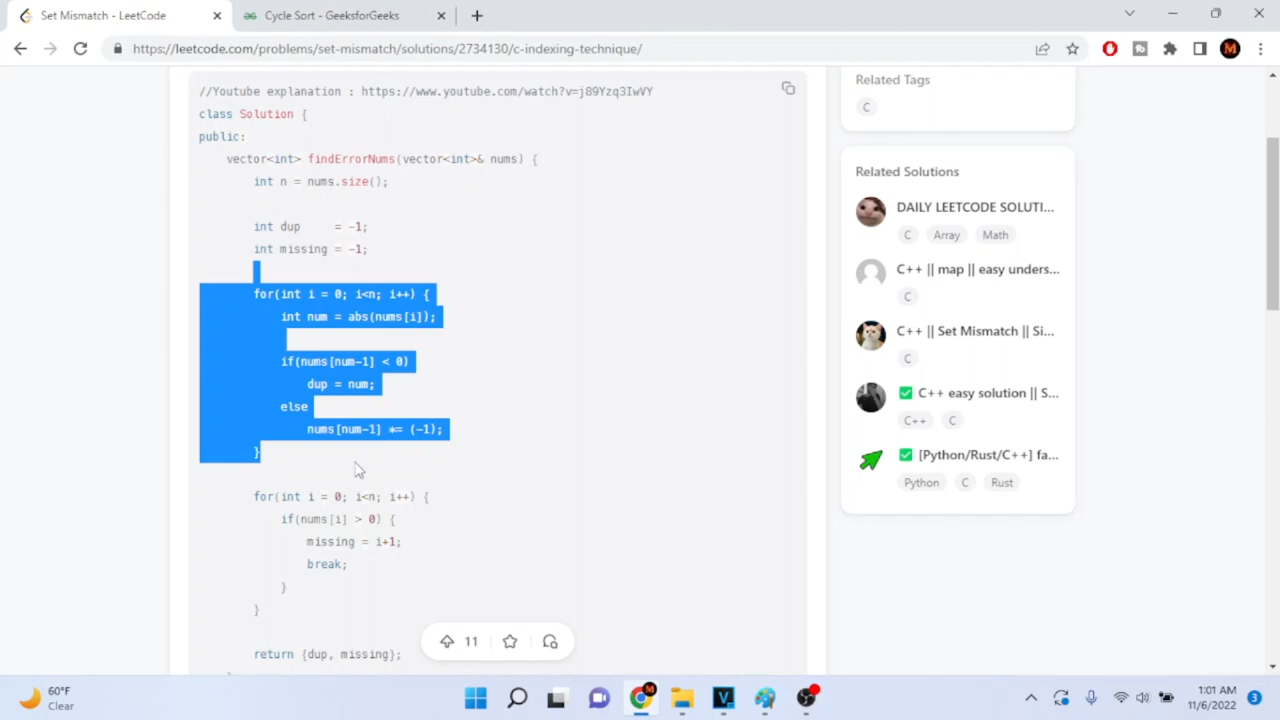 Set Mismatch - LeetCode
Cycle Sort - GeeksforGeeks
https://leetcode.com/problems/set-mismatch/solutions/2734130/c-indexing-technique/
M
//Youtube explanation : https://www.youtube.com/watch?v=j89Yzq3IwVY
class Solution {
public:
vector<int> findErrorNums(vector<int>& nums) {
int n = nums.size();
int dup     = -1;
int missing = -1;
for(int i = 0; i<n; i++) {
int num = abs(nums[i]);
if(nums[num-1] < 0)
dup = num;
else
nums[num-1] *= (-1);
}
for(int i = 0; i<n; i++) {
if(nums[i] > 0) {
missing = i+1;
break;
}
}
return {dup, missing};
11
Related Tags
C
Related Solutions
DAILY LEETCODE SOLUTI...
C Array Math
C++ || map || easy unders...
C
C++ || Set Mismatch || Si...
C
C++ easy solution || S...
C++ C
[Python/Rust/C++] fa...
Python C Rust
60°F
Clear
M
V
1:01 AM
11/6/2022
3